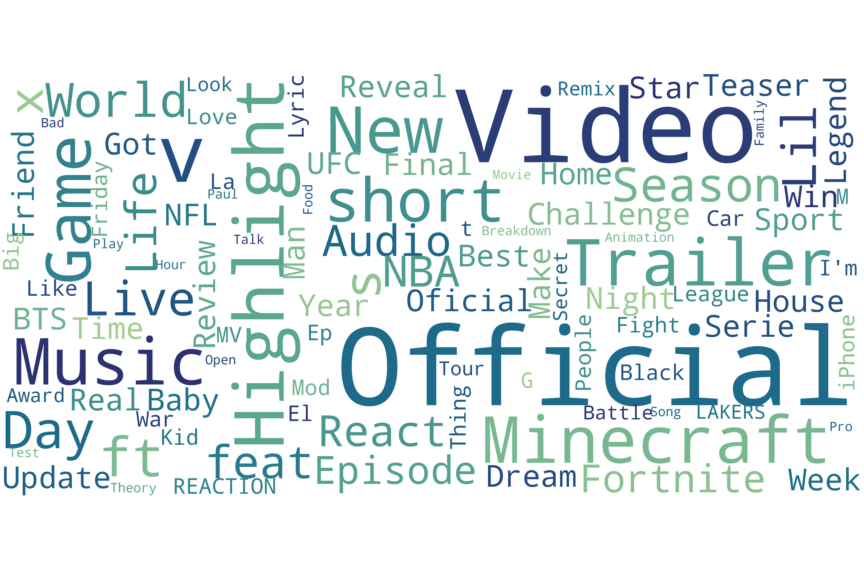 x
World
Look
Love
Bad
Friend
Game
Friday
Big
Got
v
Life
NFL
La
Paul
Play
Hour
Talk
Highlight
Lyric
Food
Man
Reveal
New
Video
Remix
Star
Teaser
Family
Lil
Legend
UFC
Final
Movie
Home
Season
Win
M
short
Challenge
Car
Sport
Audio
t
Breakdown
Animation
Best
Trailer
I'm
s
NBA
Make
Secret
Night
League
House
Like
Live
Review
Year
Oficial
BTS
Time
MV
Ep
Fight
Serie
People
iPhone
Music
Open
Official
Tour
Black
Award
Real
Baby
Mod
G
Thing
War
El
Battle
Song
LAKERS
Pro
Day
Kid
React
Minecraft
Test
ft
feat
Episode
Update
Theory
REACTION
Dream
Fortnite
Week